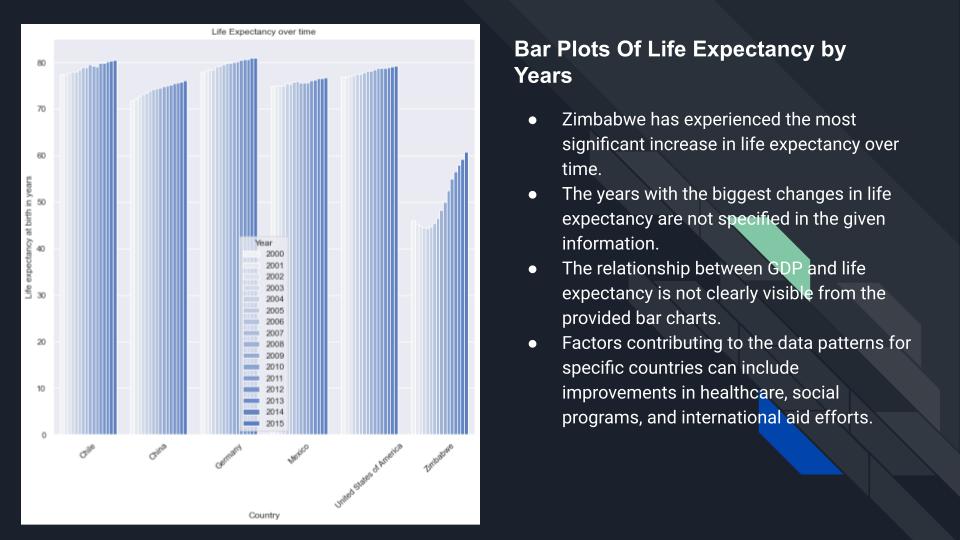 Life Expectancy over time
Bar Plots Of Life Expectancy by
Years
● Zimbabwe has experienced the most
significant increase in life expectancy over
time.
● The years with the biggest changes in life
expectancy are not specified in the given
information.
● The relationship between GDP and life
expectancy is not clearly visible from the
provided bar charts.
● Factors contributing to the data patterns for
specific countries can include
improvements in healthcare, social
programs, and international aid efforts.
Life expectancy at birth in years
80
70
60
50
40
30
20
10
0
Year
2000
2001
2002
2003
2004
2005
2006
2007
2008
2009
2010
2011
2012
2013
2014
2015
Chile
China
Germany
Mexico
United States of America
Zimbabwe
Country